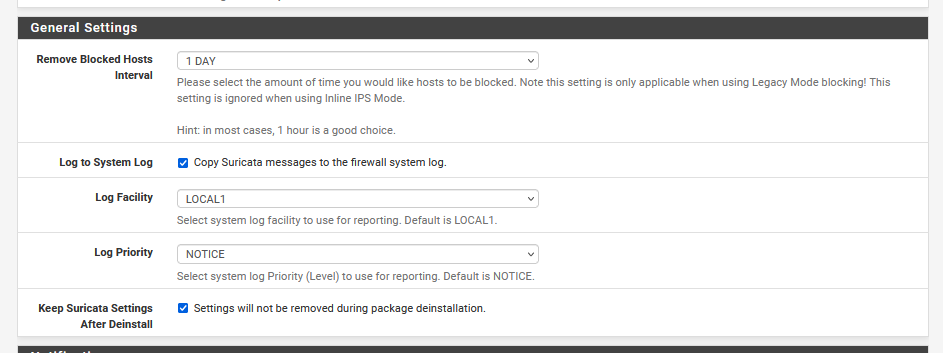 General Settings
Remove Blocked Hosts
Interval
1 DAY
Please select the amount of time you would like hosts to be blocked. Note this setting is only applicable when using Legacy Mode blocking! This
setting is ignored when using Inline IPS Mode.
Hint: in most cases, 1 hour is a good choice.
Log to System Log
Copy Suricata messages to the firewall system log.
Log Facility
LOCAL1
Select system log facility to use for reporting. Default is LOCAL1.
Log Priority
NOTICE
Select system log Priority (Level) to use for reporting. Default is NOTICE.
Keep Suricata Settings
After Deinstall
Settings will not be removed during package deinstallation.